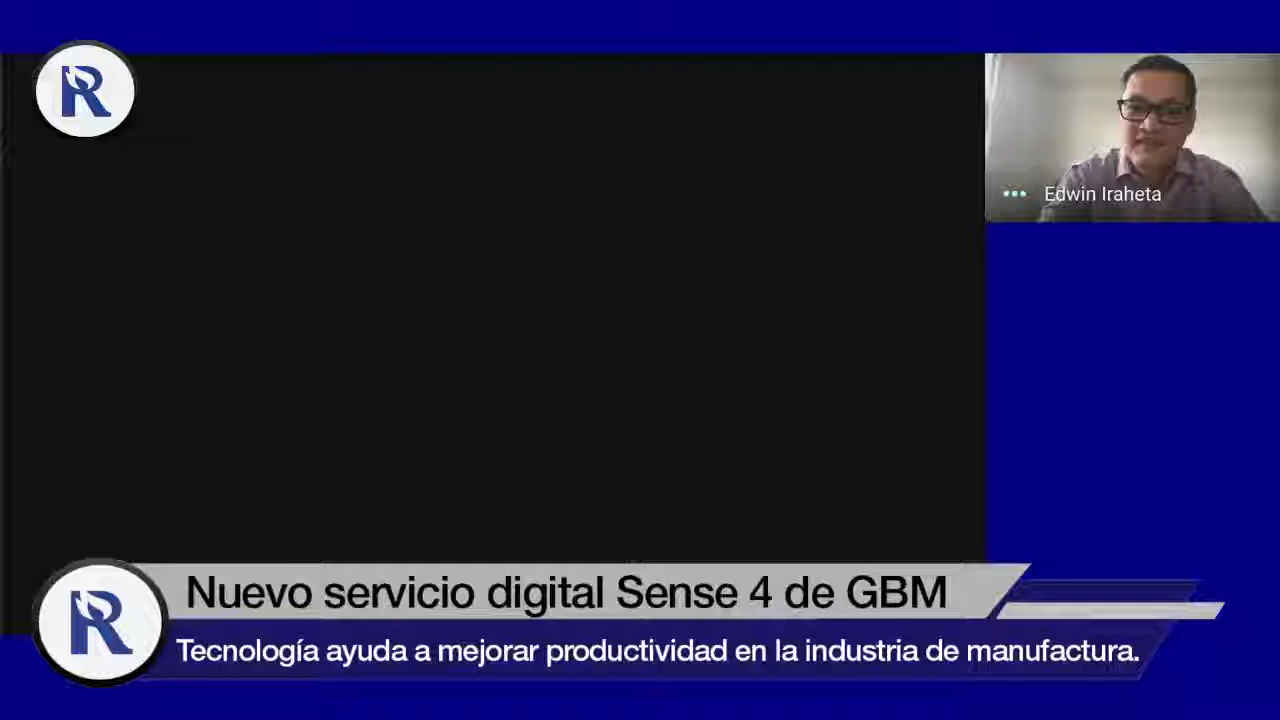 R
Edwin Iraheta
Nuevo servicio digital Sense 4 de GBM
R
Tecnología ayuda a mejorar productividad en la industria de manufactura.